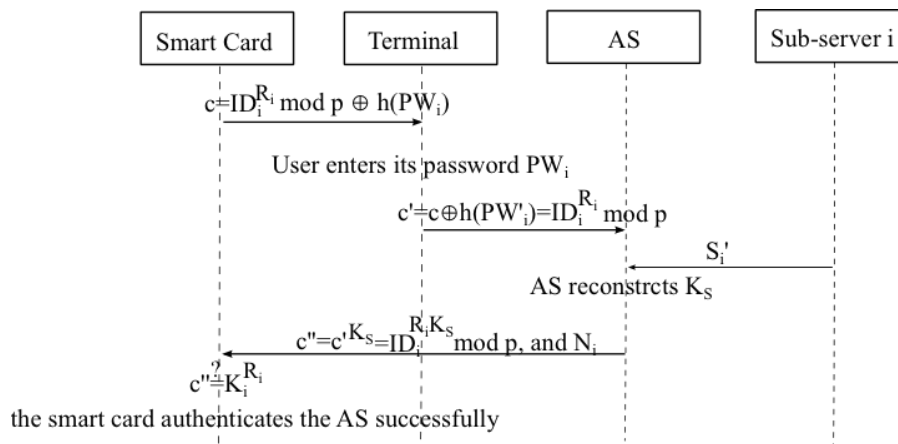 Smart Card
Terminal
AS
Sub-server i
c=ID_i^{R_i} mod p ⊕ h(PW_i)
User enters its password PW_i
c'=c⊕h(PW'_i)=ID_i^{R_i} mod p
S_i'
AS reconstrcts K_S
c''=c'^{K_S}=ID_i^{R_iK_S} mod p, and N_i
c''≟K_i^{R_i}
the smart card authenticates the AS successfully